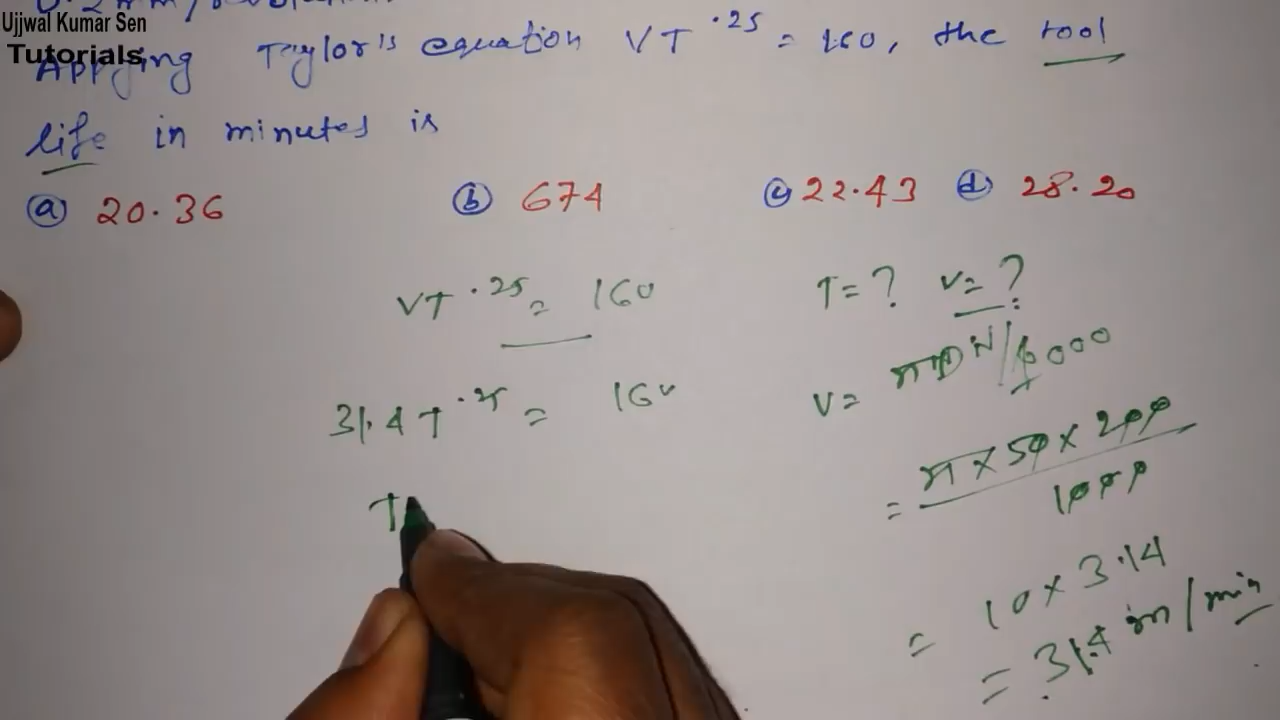 Ujjwal Kumar Sen
Tutorials
Applying Taylor's equation VT .25 = 160, the tool
life in minutes is
(a) 20.36 (b) 674 (c) 22.43 (d) 28.20
VT .25 = 160 T = ? V = ?
V = πDN/1000
31.4 T .25 = 160
= π × 50 × 200
1000
T
= 10 × 3.14
= 31.4 m/min